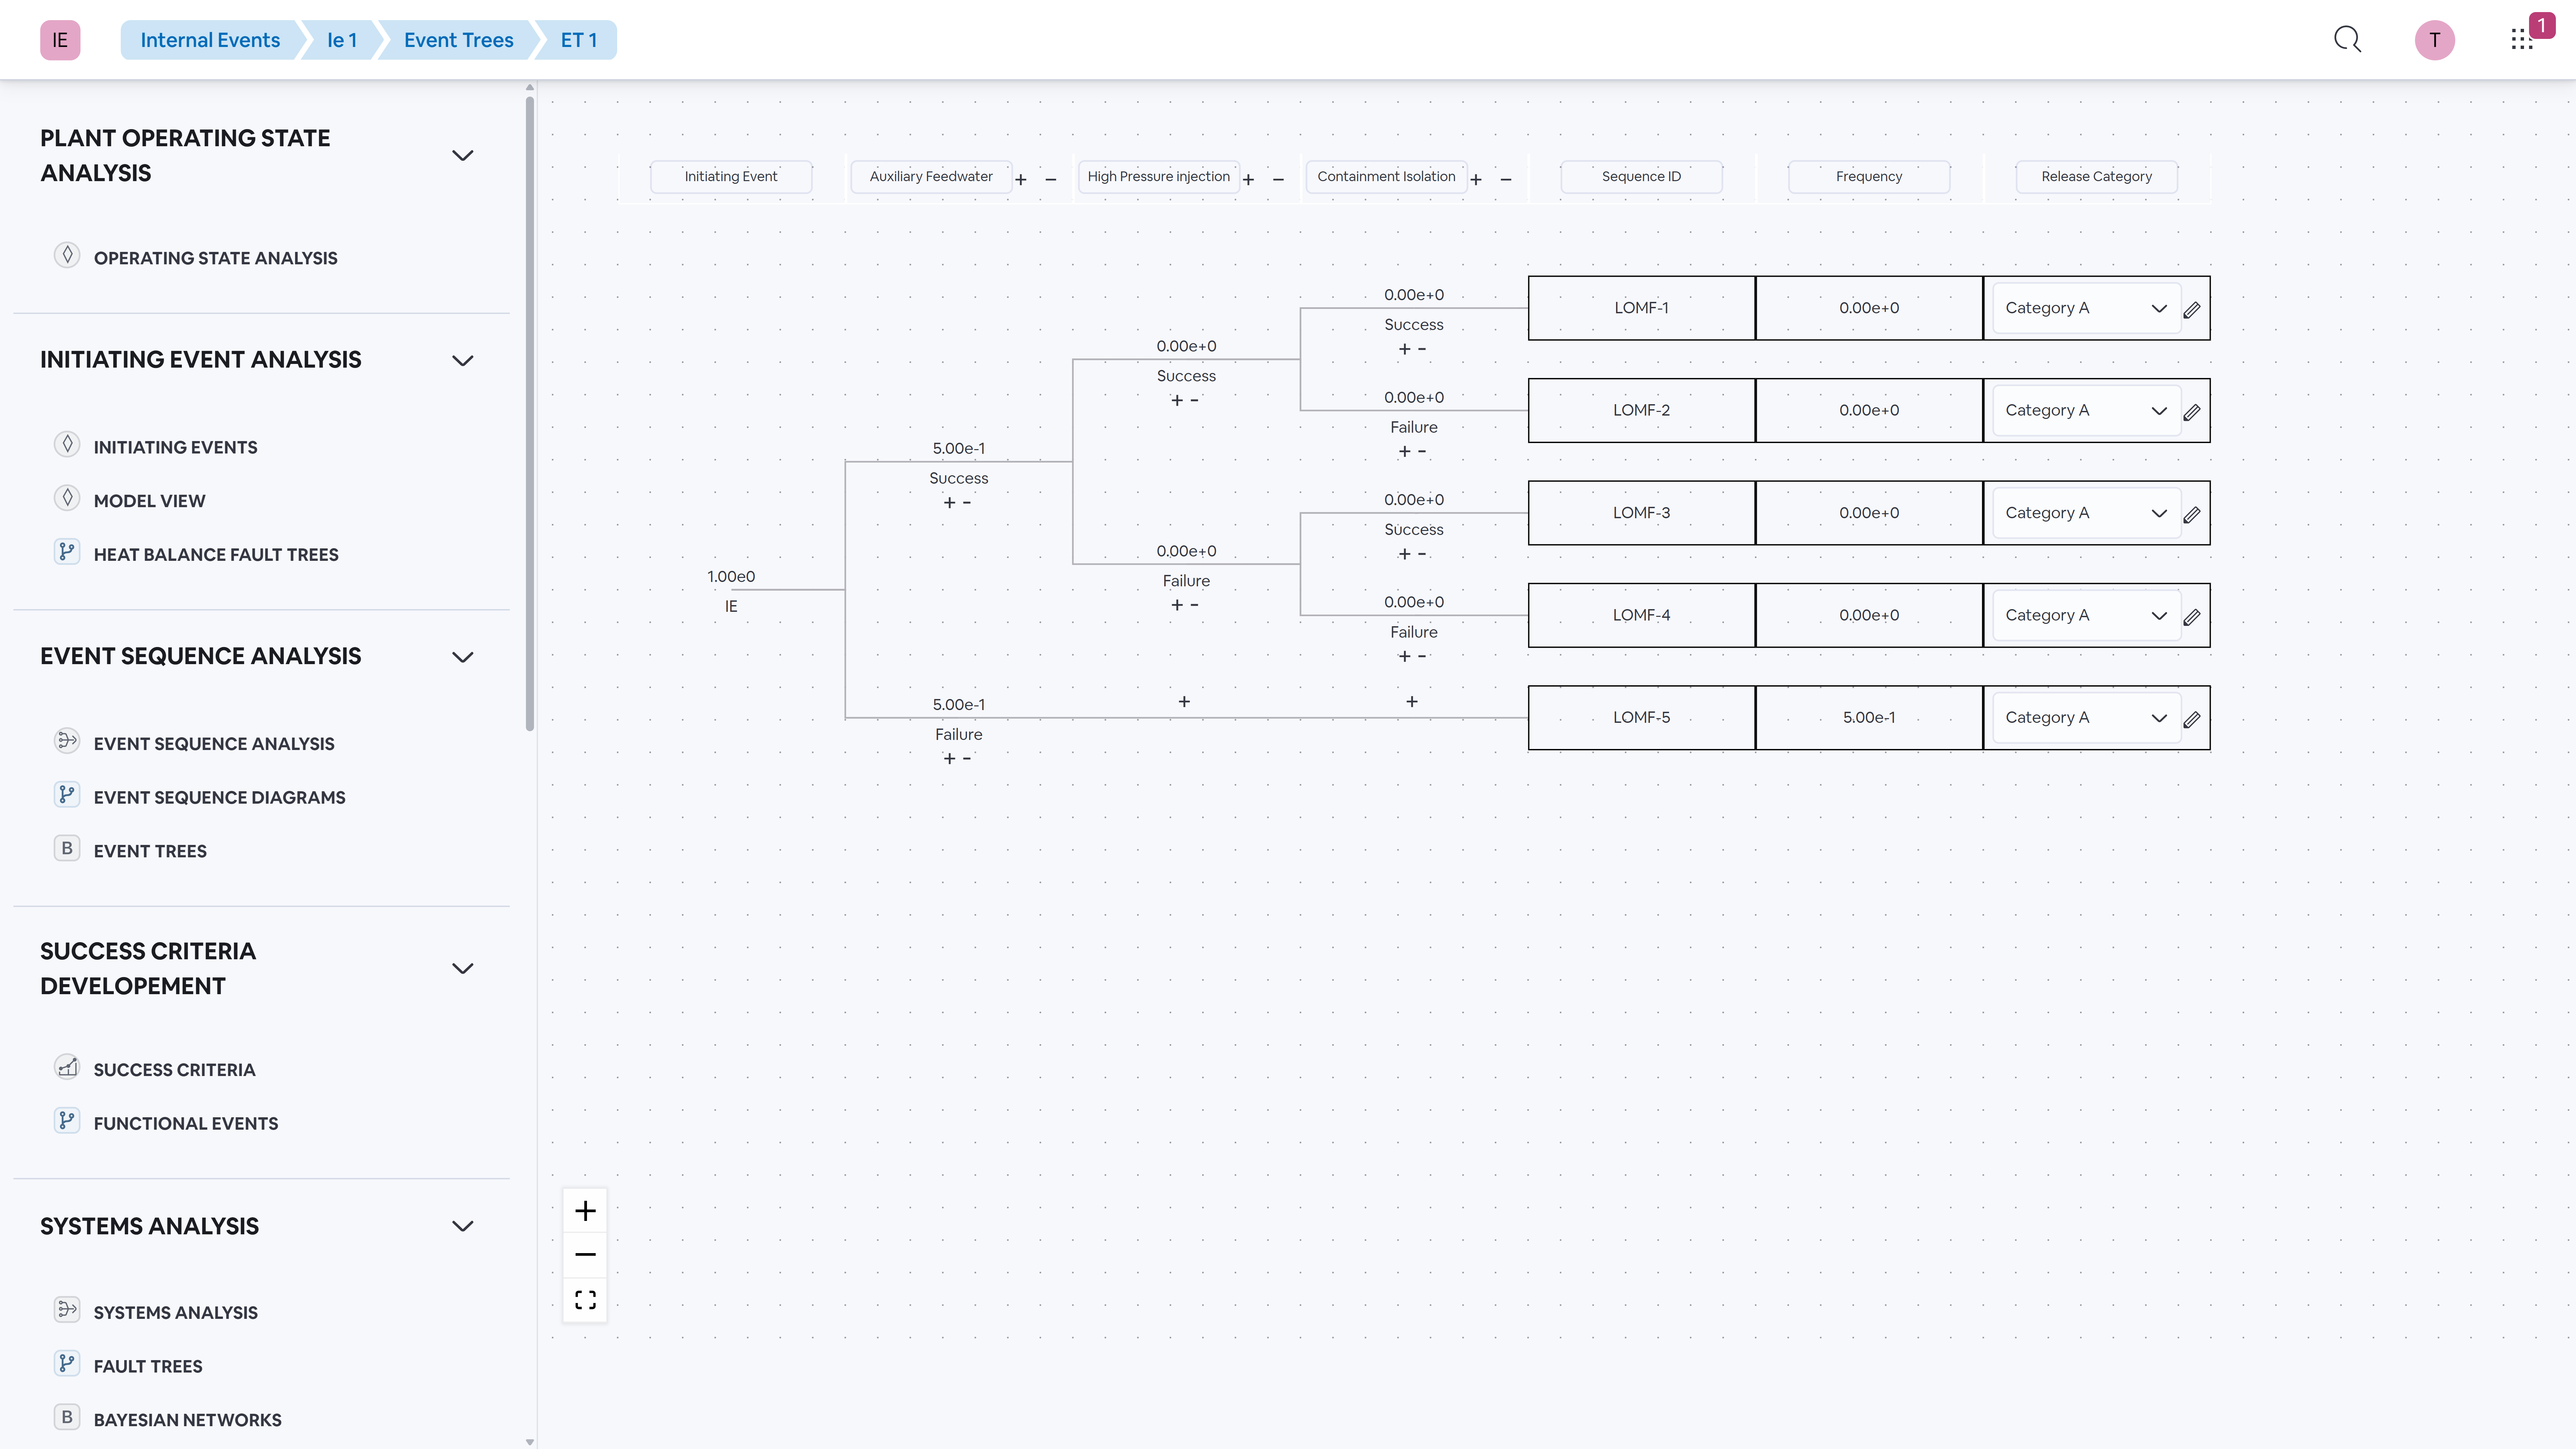 IE
Internal Events
Ie 1
Event Trees
ET 1
T
1
PLANT OPERATING STATE
ANALYSIS
OPERATING STATE ANALYSIS
INITIATING EVENT ANALYSIS
INITIATING EVENTS
MODEL VIEW
HEAT BALANCE FAULT TREES
EVENT SEQUENCE ANALYSIS
EVENT SEQUENCE ANALYSIS
EVENT SEQUENCE DIAGRAMS
B
EVENT TREES
SUCCESS CRITERIA
DEVELOPEMENT
SUCCESS CRITERIA
FUNCTIONAL EVENTS
SYSTEMS ANALYSIS
SYSTEMS ANALYSIS
FAULT TREES
B
BAYESIAN NETWORKS
Initiating Event
Auxiliary Feedwater + −
High Pressure injection + −
Containment Isolation + −
Sequence ID
Frequency
Release Category
1.00e0
IE
5.00e-1
Success
+ -
5.00e-1
Failure
+ -
0.00e+0
Success
+ -
0.00e+0
Failure
+ -
+
0.00e+0
Success
+ -
0.00e+0
Failure
+ -
0.00e+0
Success
+ -
0.00e+0
Failure
+ -
+
LOMF-1 0.00e+0 Category A
LOMF-2 0.00e+0 Category A
LOMF-3 0.00e+0 Category A
LOMF-4 0.00e+0 Category A
LOMF-5 5.00e-1 Category A
+
−